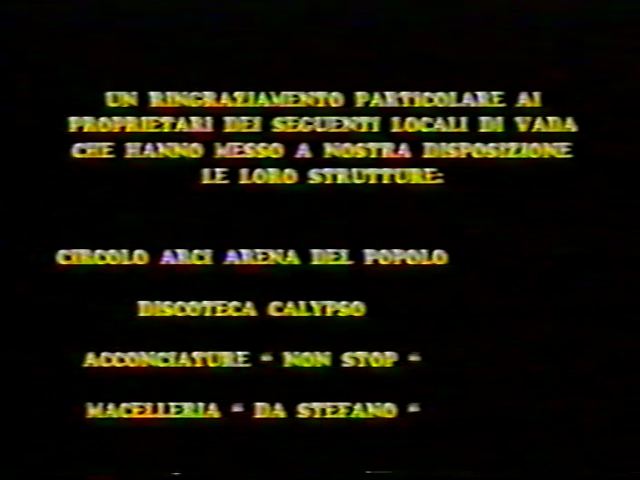 UN RINGRAZIAMENTO PARTICOLARE AI
PROPRIETARI DEI SEGUENTI LOCALI DI VADA
CHE HANNO MESSO A NOSTRA DISPOSIZIONE
LE LORO STRUTTURE:
CIRCOLO ARCI ARENA DEL POPOLO
DISCOTECA CALYPSO
ACCONCIATURE " NON STOP "
MACELLERIA " DA STEFANO "